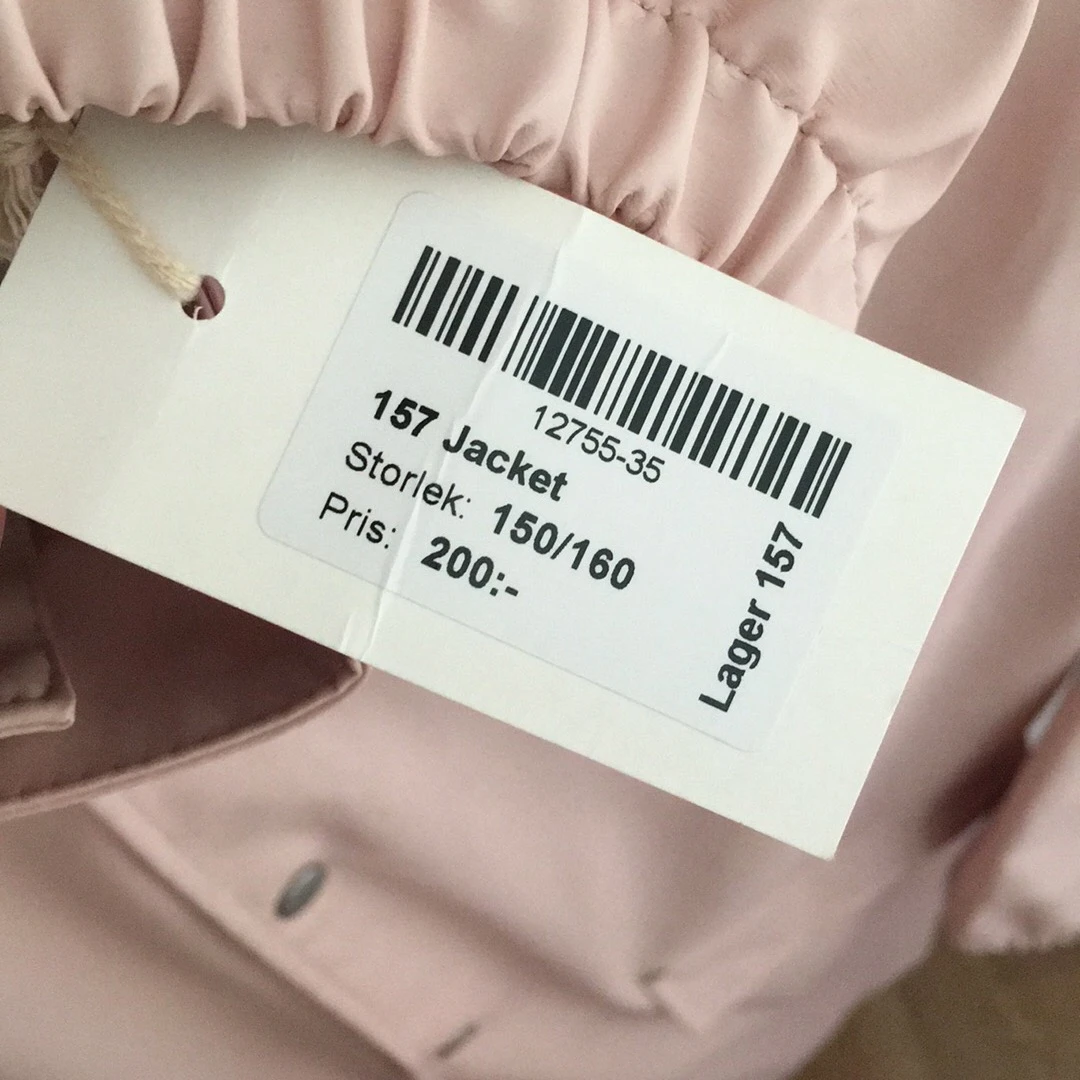 12755-35
157 Jacket
Storlek: 150/160
Pris: 200:-
Lager 157